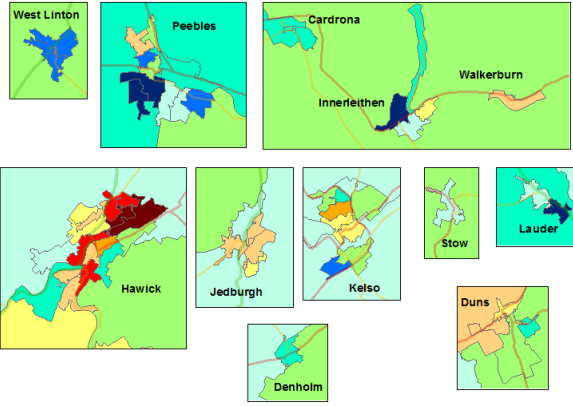 West Linton
Peebles
Cardrona
Walkerburn
Innerleithen
Hawick
Jedburgh
Kelso
Stow
Lauder
Denholm
Duns